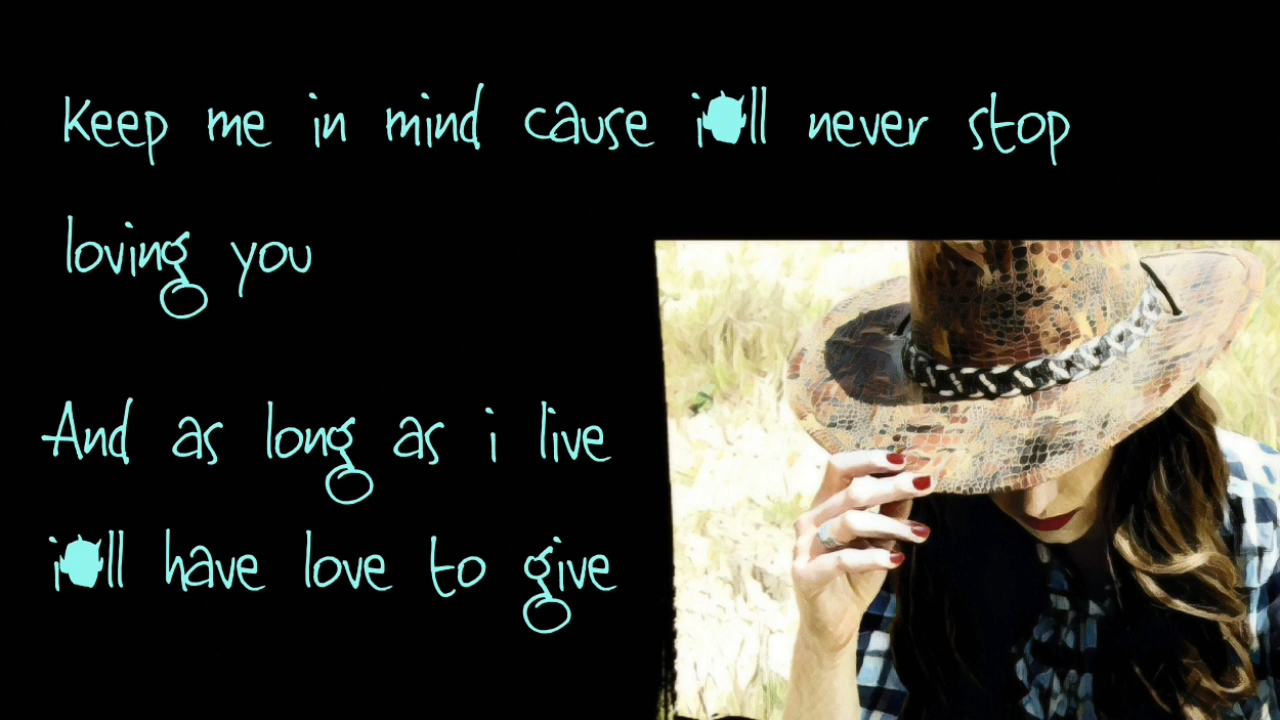 Keep me in mind cause i'll never stop
loving you
And as long as i live
i'll have love to give